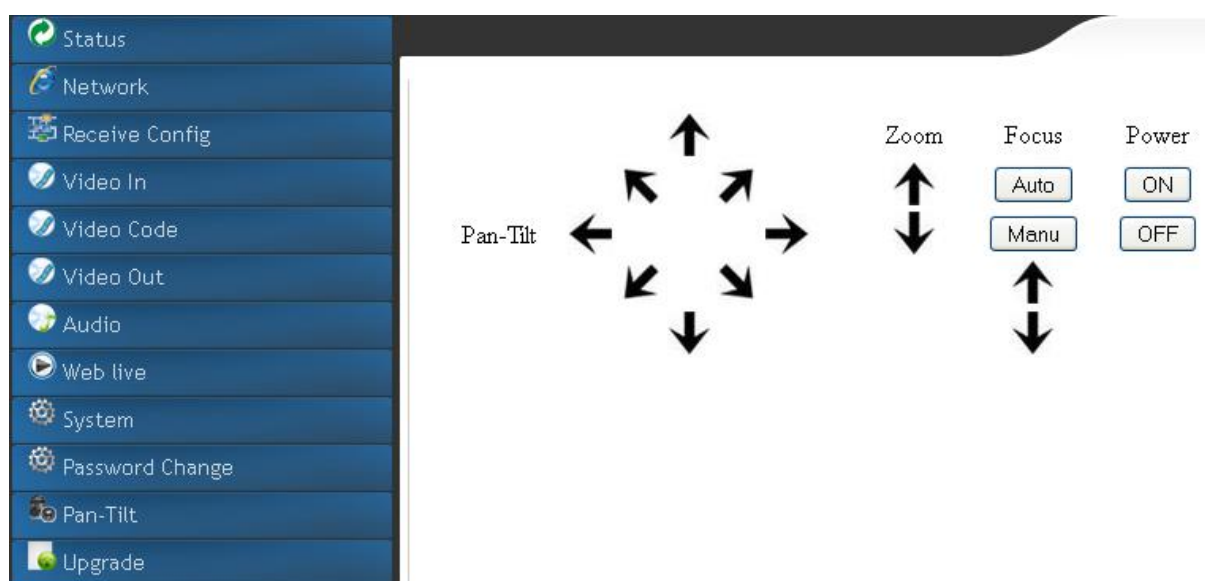 Status
Network
Receive Config
Video In
Video Code
Video Out
Audio
Web live
System
Password Change
Pan-Tilt
Upgrade
Zoom Focus Power
Auto ON
Pan-Tilt Manu OFF